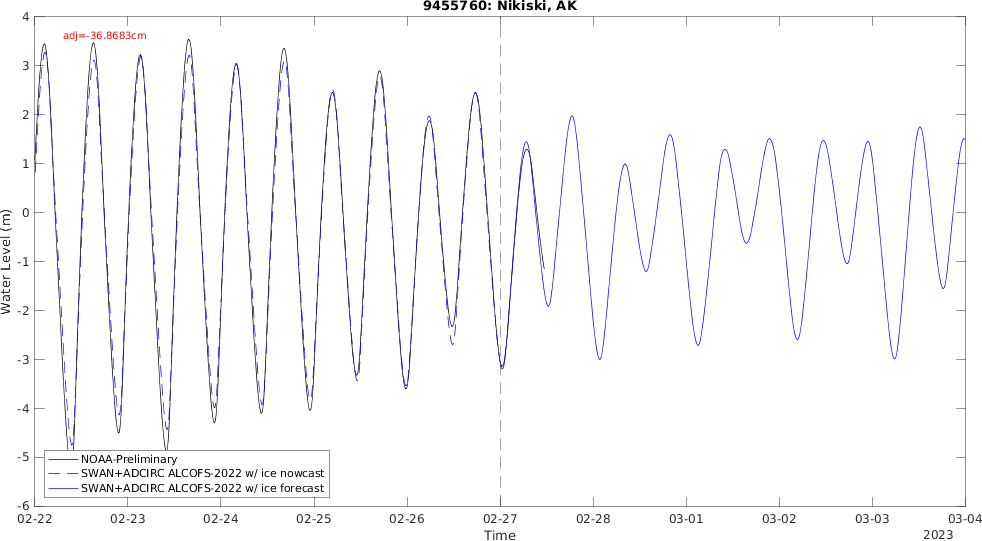 9455760: Nikiski, AK
adj=-36.8683cm
4
3
2
1
0
-1
-2
-3
-4
-5
-6
Water Level (m)
NOAA-Preliminary
SWAN+ADCIRC ALCOFS-2022 w/ ice nowcast
SWAN+ADCIRC ALCOFS-2022 w/ ice forecast
02-22 02-23 02-24 02-25 02-26 02-27 02-28 03-01 03-02 03-03 03-04
Time
2023